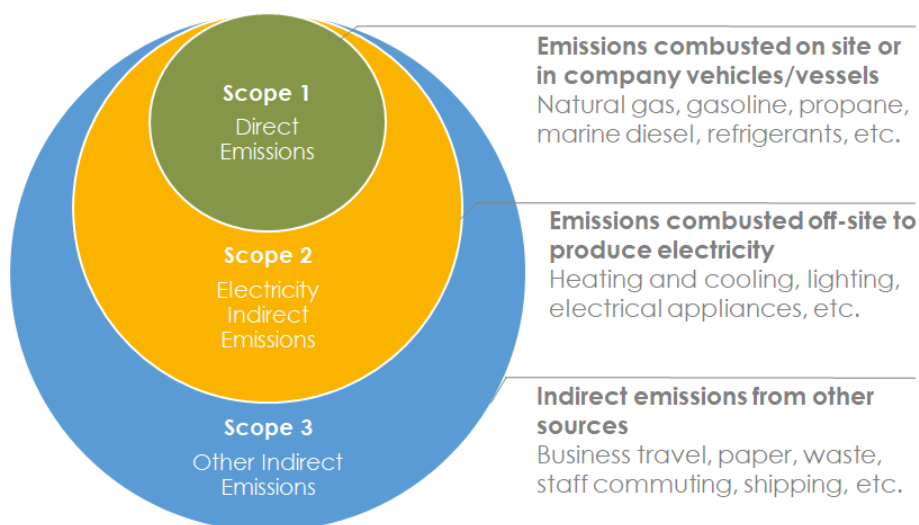 Scope 1
Direct
Emissions
Scope 2
Electricity
Indirect
Emissions
Scope 3
Other Indirect
Emissions
Emissions combusted on site or
in company vehicles/vessels
Natural gas, gasoline, propane,
marine diesel, refrigerants, etc.
Emissions combusted off-site to
produce electricity
Heating and cooling, lighting,
electrical appliances, etc.
Indirect emissions from other
sources
Business travel, paper, waste,
staff commuting, shipping, etc.